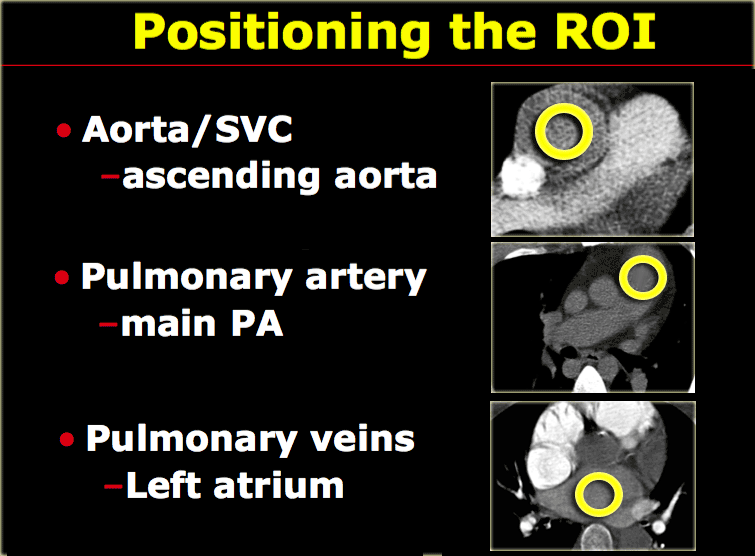 Positioning the ROI
• Aorta/SVC
–ascending aorta
• Pulmonary artery
–main PA
• Pulmonary veins
–Left atrium